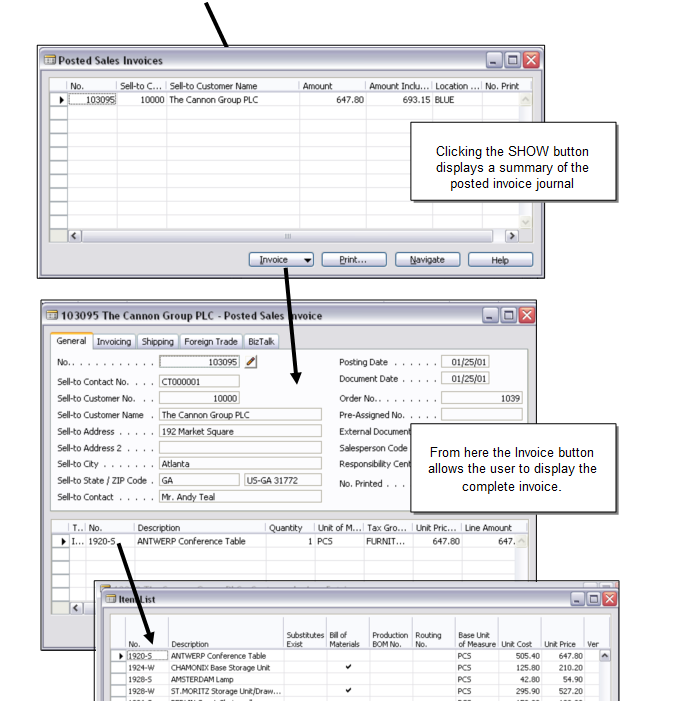 Posted Sales Invoices
No. Sell-to C... Sell-to Customer Name Amount Amount Inclu... Location ... No. Print
103095 10000 The Cannon Group PLC 647.80 693.15 BLUE
Clicking the SHOW button
displays a summary of the
posted invoice journal
Invoice Print... Navigate Help
103095 The Cannon Group PLC - Posted Sales Invoice
General Invoicing Shipping Foreign Trade BizTalk
No. . . . . . . . . . . . 103095 Posting Date . . . . . . 01/25/01
Sell-to Contact No. . . . . CT000001 Document Date . . . . . 01/25/01
Sell-to Customer No. . . . 10000 Order No. . . . . . . . . 1039
Sell-to Customer Name . The Cannon Group PLC Pre-Assigned No. . . . . .
Sell-to Address . . . . . . 192 Market Square External Document
Sell-to Address 2 . . . . . Salesperson Code
Sell-to City . . . . . . . . Atlanta Responsibility Cent
Sell-to State / ZIP Code . GA US-GA 31772 No. Printed . . .
Sell-to Contact . . . . . . Mr. Andy Teal
From here the Invoice button
allows the user to display the
complete invoice.
T.. No. Description Quantity Unit of M... Tax Gro... Unit Pric... Line Amount
I... 1920-S ANTWERP Conference Table 1 PCS FURNIT... 647.80 647.
Item List
No. Description Substitutes Exist Bill of Materials Production BOM No. Routing No. Base Unit of Measure Unit Cost Unit Price Ver
1920-S ANTWERP Conference Table PCS 505.40 647.80
1924-W CHAMONIX Base Storage Unit ✔ PCS 125.80 210.20
1928-S AMSTERDAM Lamp PCS 42.80 54.90
1928-W ST.MORITZ Storage Unit/Draw... ✔ PCS 295.90 527.20